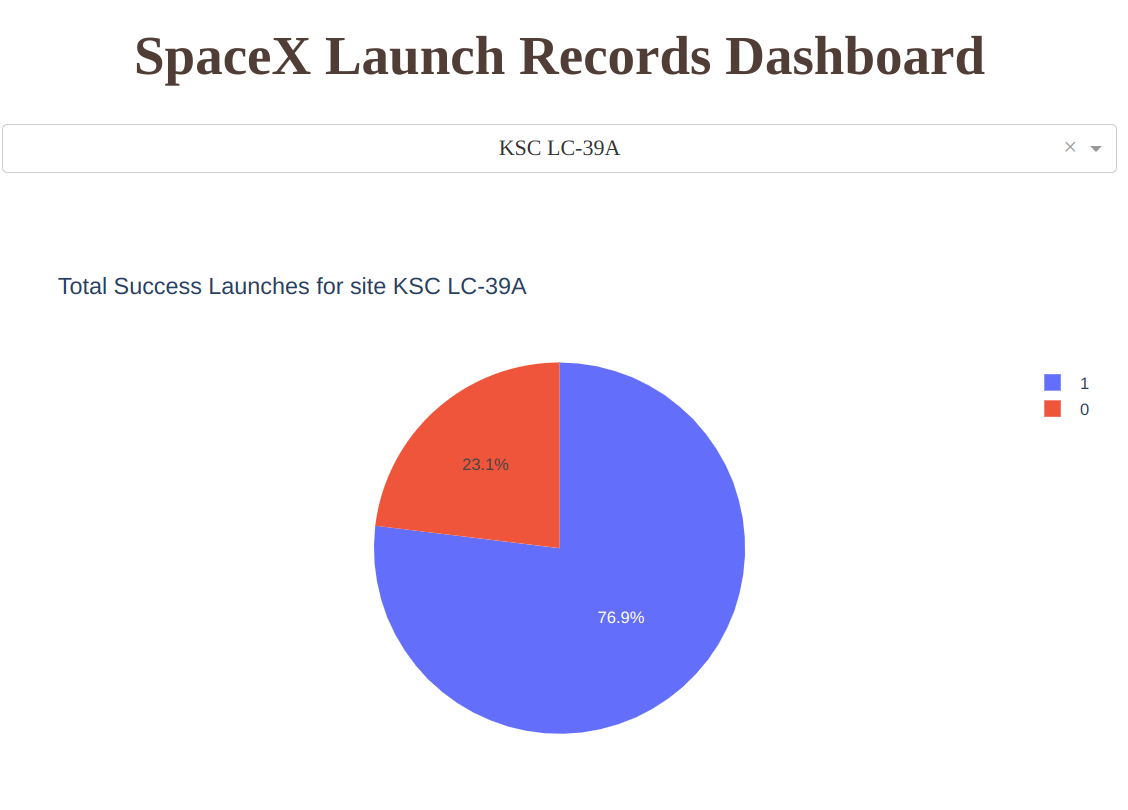 SpaceX Launch Records Dashboard
KSC LC-39A
Total Success Launches for site KSC LC-39A
1
0
23.1%
76.9%